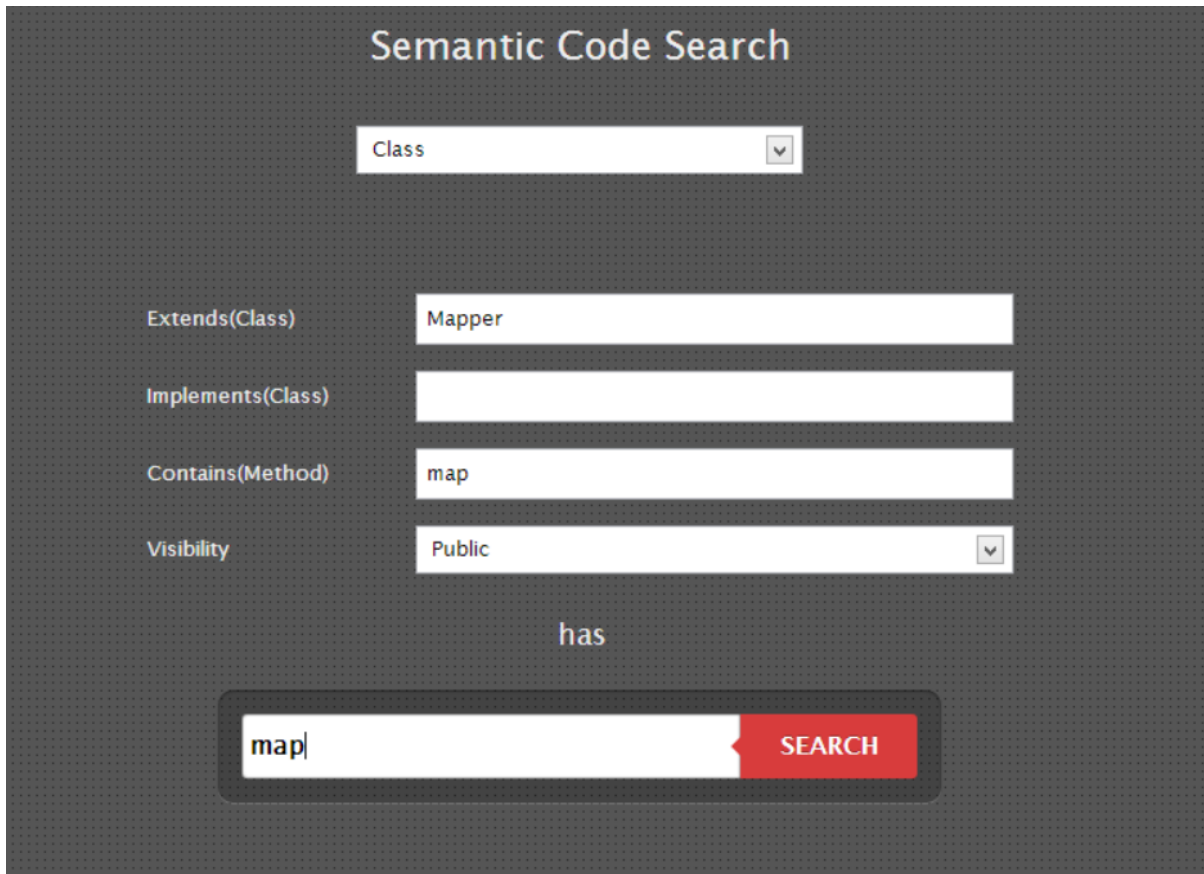 Semantic Code Search
Class
Extends(Class) Mapper
Implements(Class)
Contains(Method) map
Visibility Public
has
map SEARCH